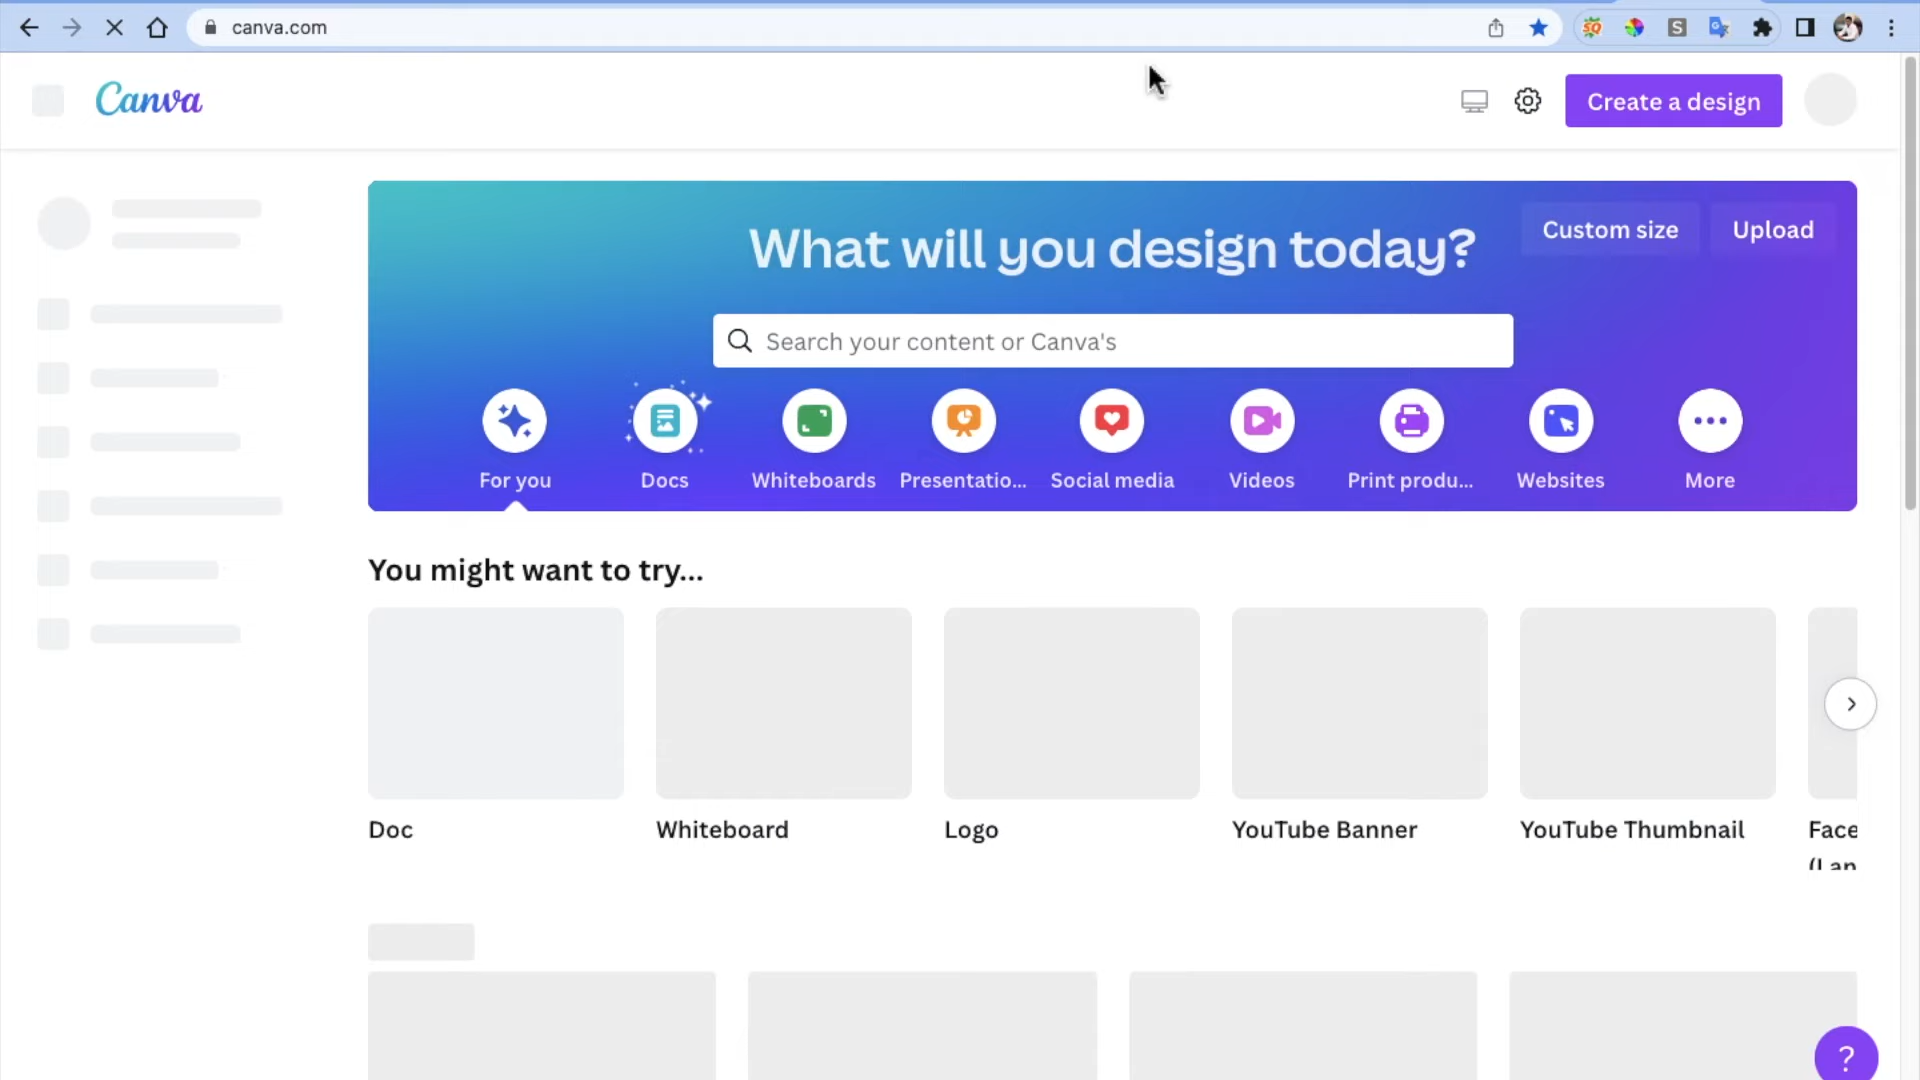 canva.com
Canva
Create a design
What will you design today?
Custom size
Upload
Search your content or Canva's
For you
Docs
Whiteboards
Presentatio...
Social media
Videos
Print produ...
Websites
More
You might want to try...
Doc
Whiteboard
Logo
YouTube Banner
YouTube Thumbnail
Face
(Lan
?